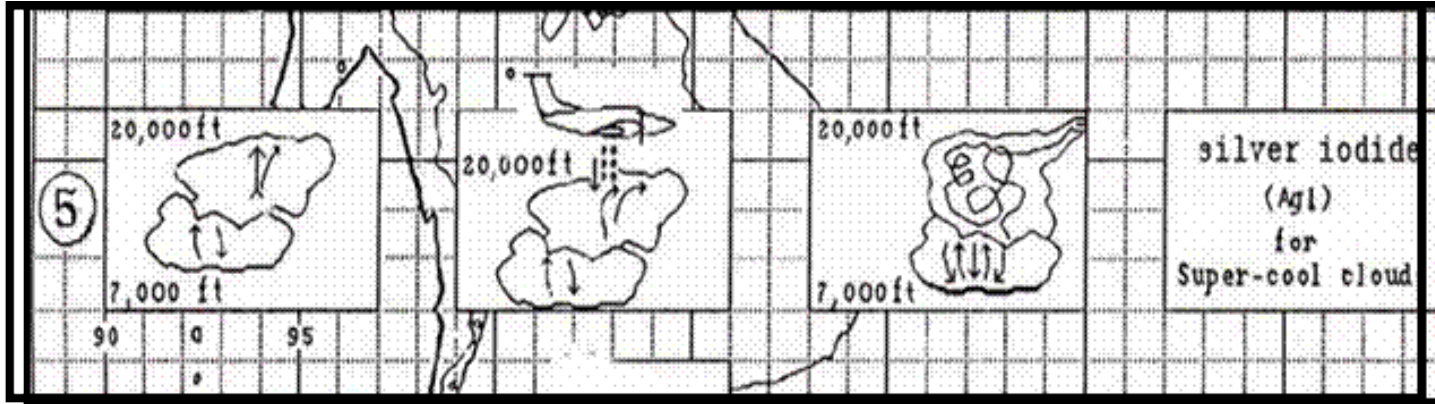 20,000ft
20,000ft
20,000ft
silver iodide
(AgI)
for
Super-cool cloud
5
7,000 ft
7,000ft
90
95